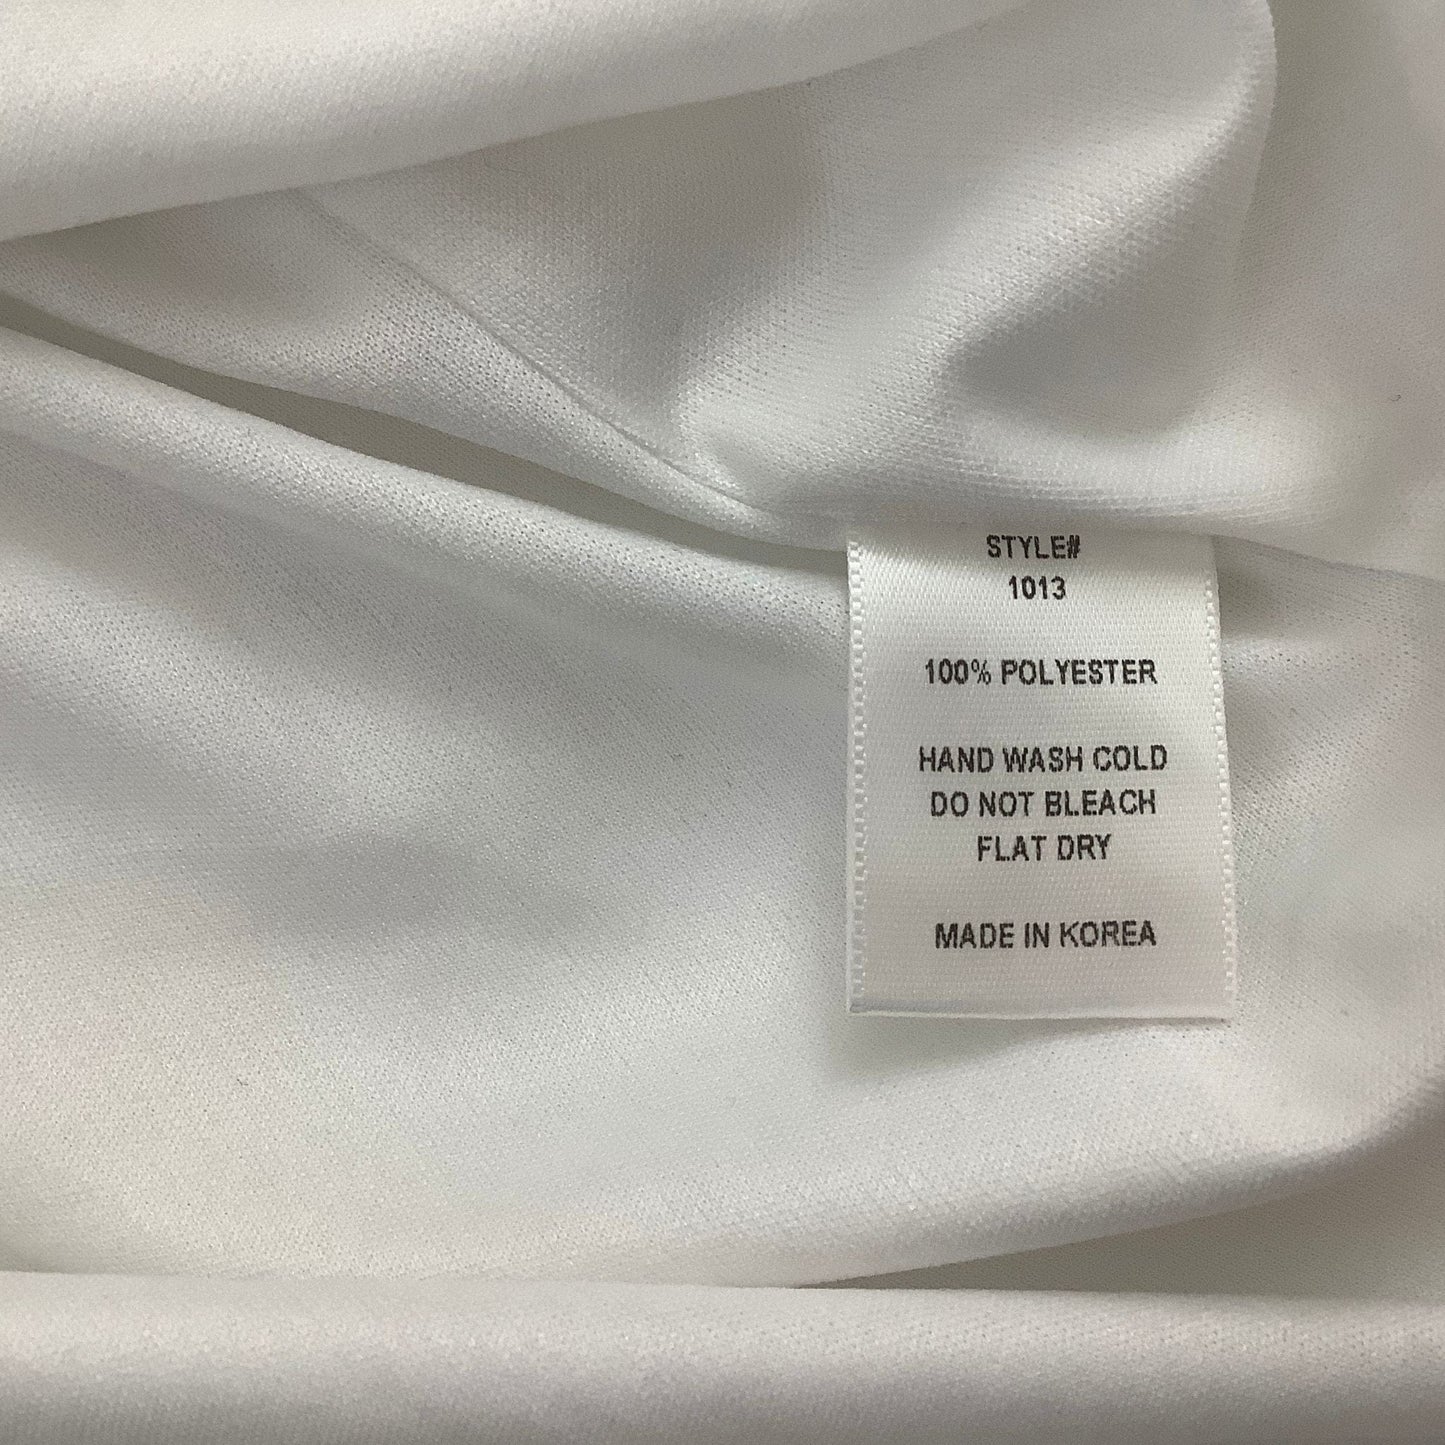 STYLE#
1013
100% POLYESTER
HAND WASH COLD
DO NOT BLEACH
FLAT DRY
MADE IN KOREA